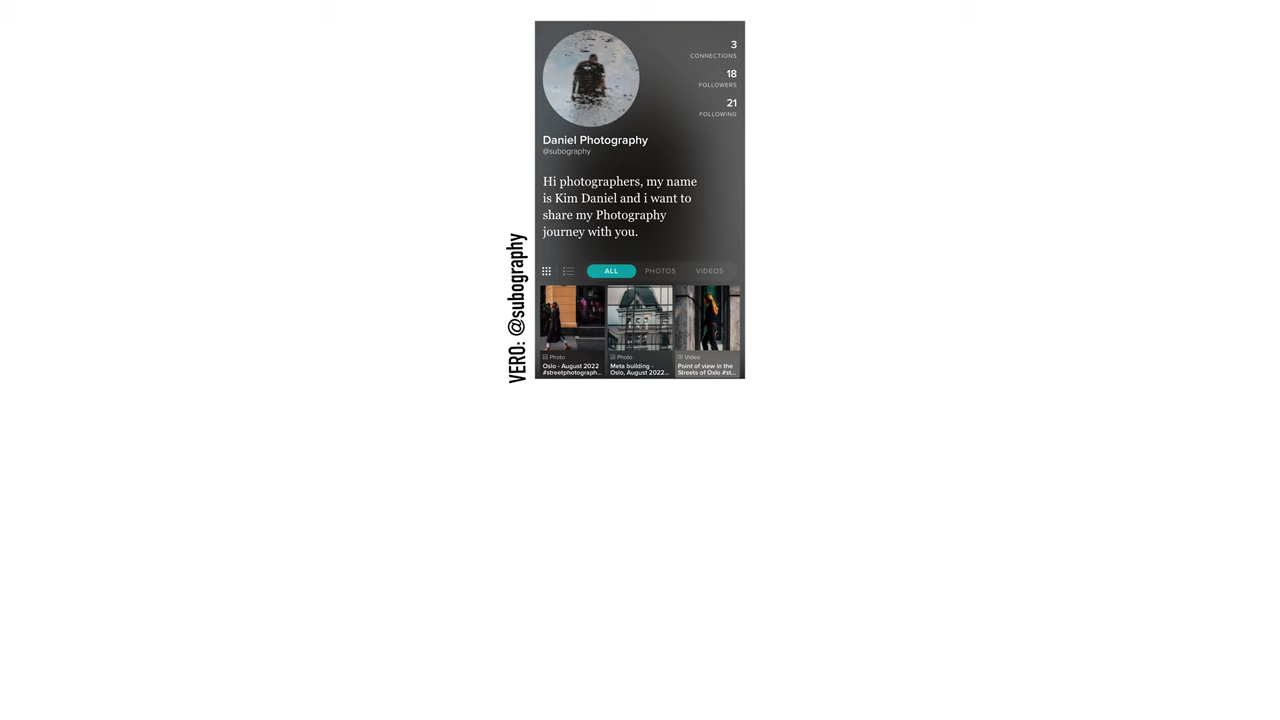 3
CONNECTIONS
18
FOLLOWERS
21
FOLLOWING
Daniel Photography
@subography
Hi photographers, my name
is Kim Daniel and i want to
share my Photography
journey with you.
VERO: @subography
ALL PHOTOS VIDEOS
Photo
Oslo - August 2022
#streetphotograph...
Photo
Meta building -
Oslo, August 2022...
Video
Point of view in the
Streets of Oslo #st...